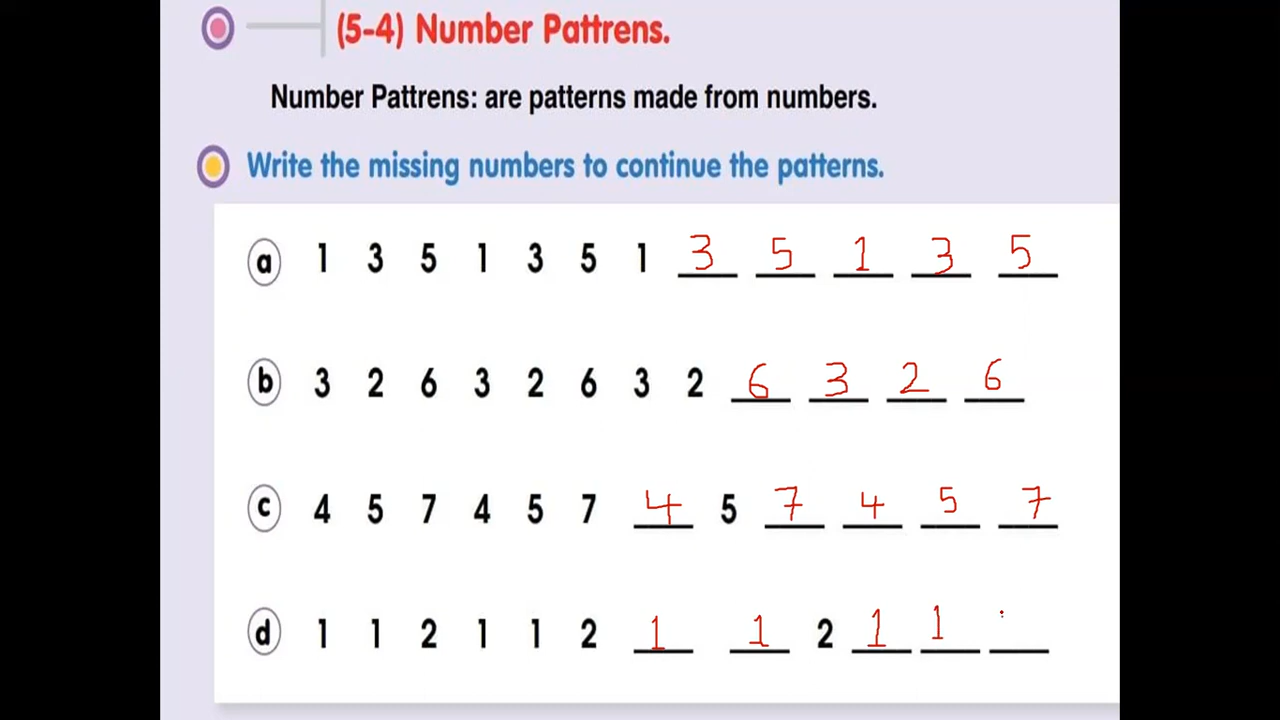 (5-4) Number Pattrens.
Number Pattrens: are patterns made from numbers.
Write the missing numbers to continue the patterns.
a 1 3 5 1 3 5 1 3 5 1 3 5
b 3 2 6 3 2 6 3 2 6 3 2 6
c 4 5 7 4 5 7 4 5 7 4 5 7
d 1 1 2 1 1 2 1 1 2 1 1